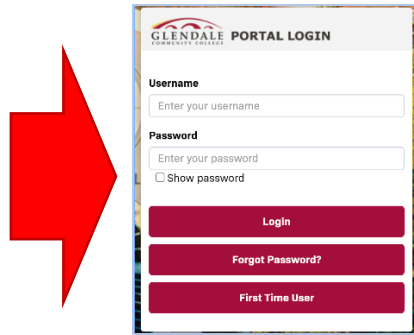 GLENDALE
COMMUNITY COLLEGE
PORTAL LOGIN
Username
Enter your username
Password
Enter your password
Show password
Login
Forgot Password?
First Time User